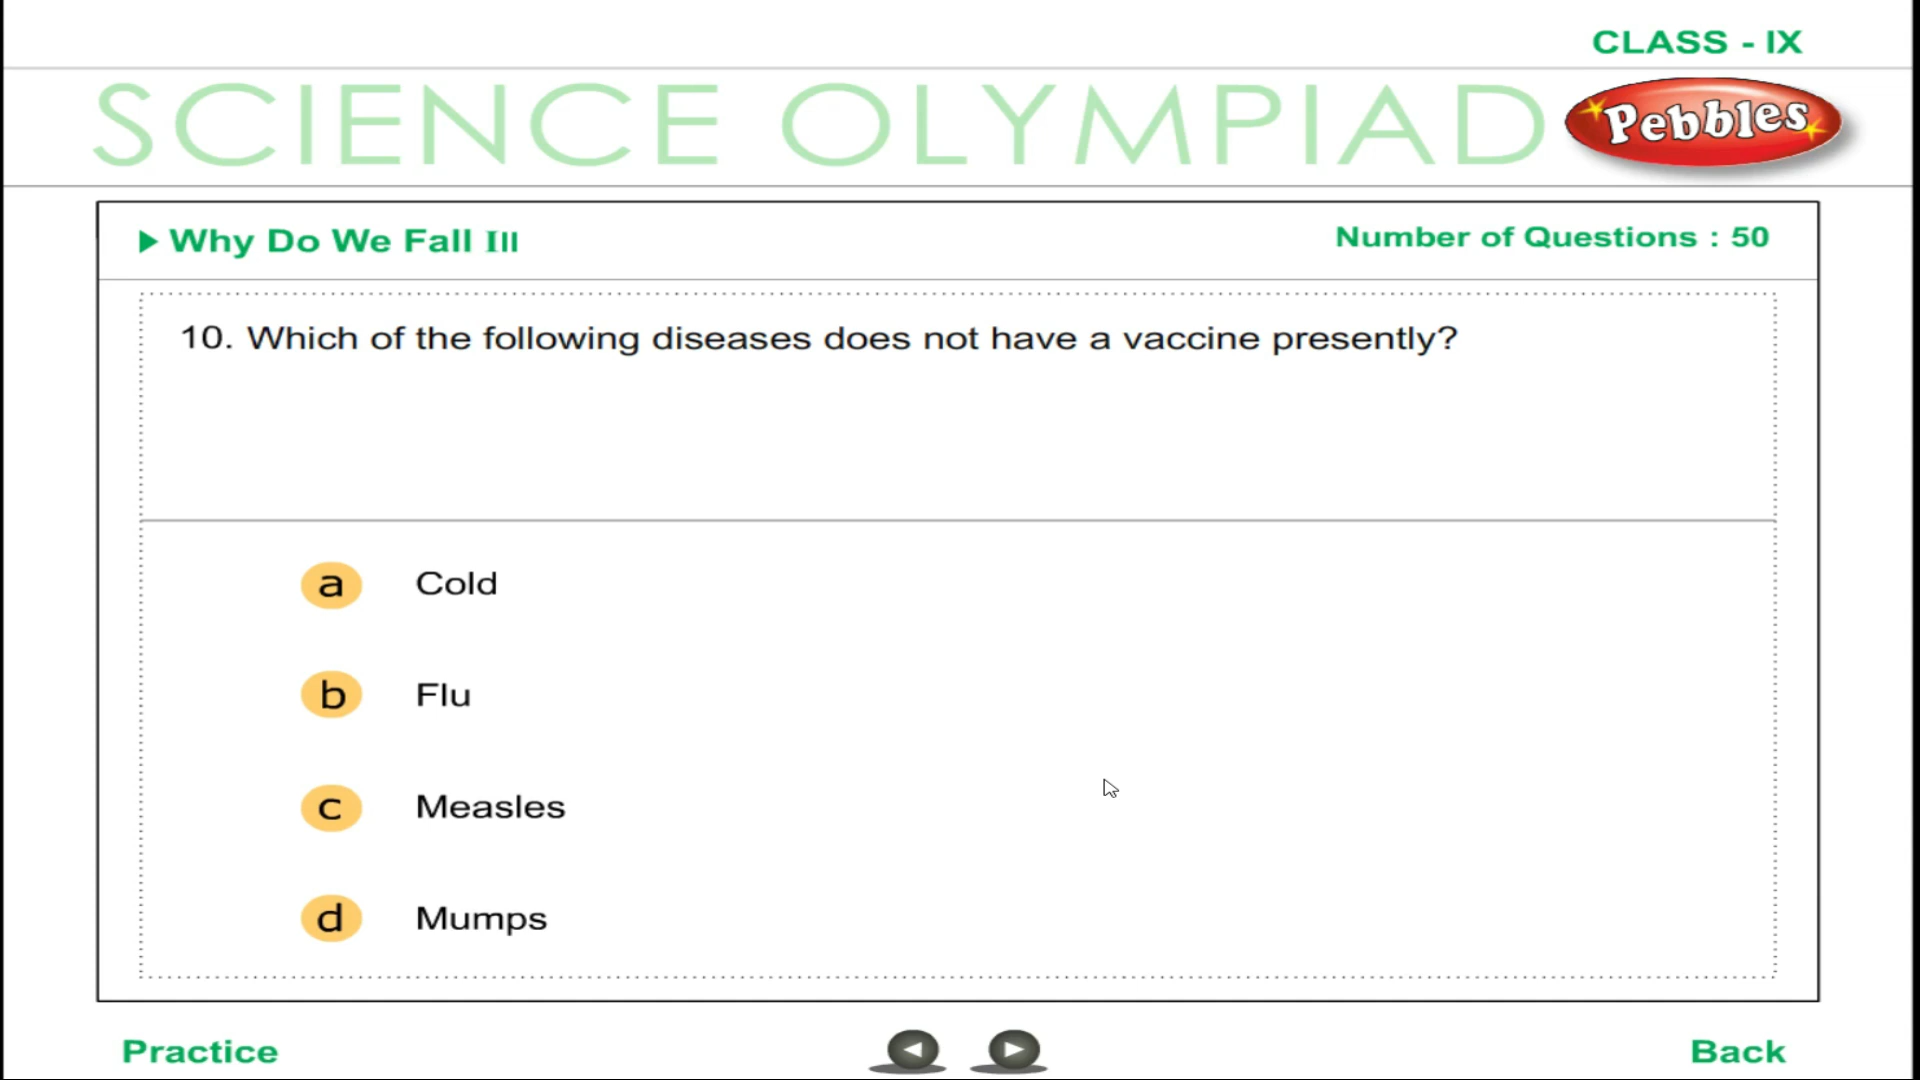 CLASS - IX
SCIENCE OLYMPIAD
Pebbles
Why Do We Fall Ill
Number of Questions : 50
10. Which of the following diseases does not have a vaccine presently?
a Cold
b Flu
c Measles
d Mumps
Practice
Back